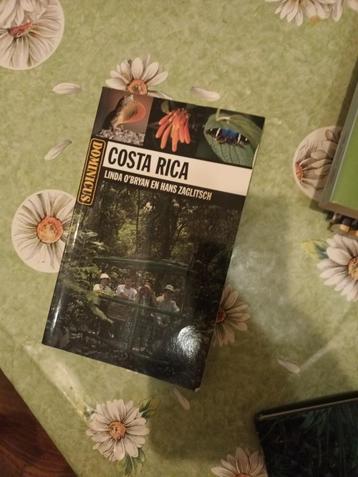 DOMINICUS
COSTA RICA
LINDA O'BRYAN EN HANS ZAGLITSCH